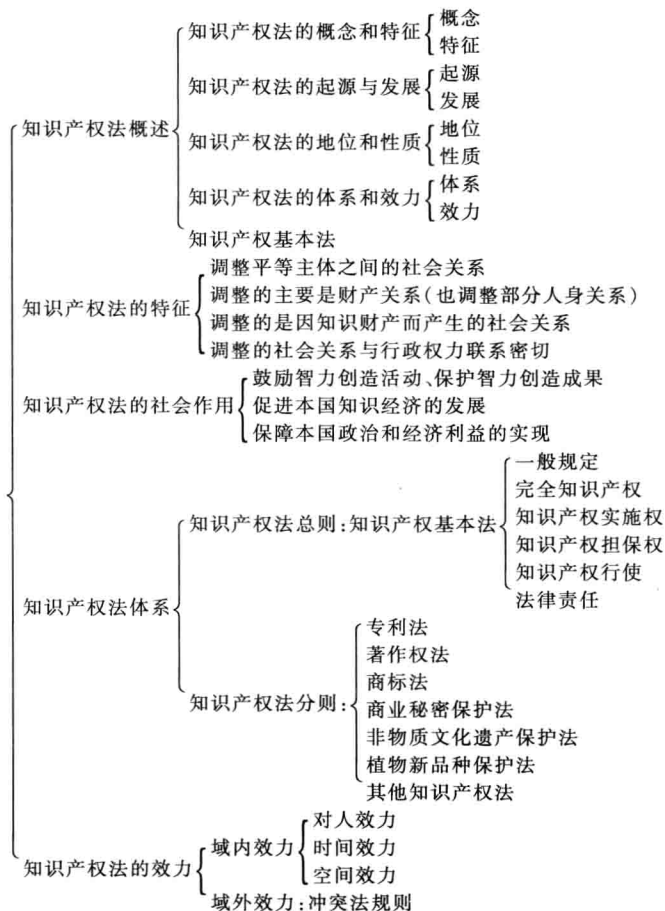 知识产权法概述
知识产权法的概念和特征
概念
特征
知识产权法的起源与发展
起源
发展
知识产权法的地位和性质
地位
性质
知识产权法的体系和效力
体系
效力
知识产权基本法
知识产权法的特征
调整平等主体之间的社会关系
调整的主要是财产关系(也调整部分人身关系)
调整的是因知识财产而产生的社会关系
调整的社会关系与行政权力联系密切
知识产权法的社会作用
鼓励智力创造活动、保护智力创造成果
促进本国知识经济的发展
保障本国政治和经济利益的实现
知识产权法体系
知识产权法总则:知识产权基本法
一般规定
完全知识产权
知识产权实施权
知识产权担保权
知识产权行使
法律责任
知识产权法分则:
专利法
著作权法
商标法
商业秘密保护法
非物质文化遗产保护法
植物新品种保护法
其他知识产权法
知识产权法的效力
域内效力
对人效力
时间效力
空间效力
域外效力:冲突法规则